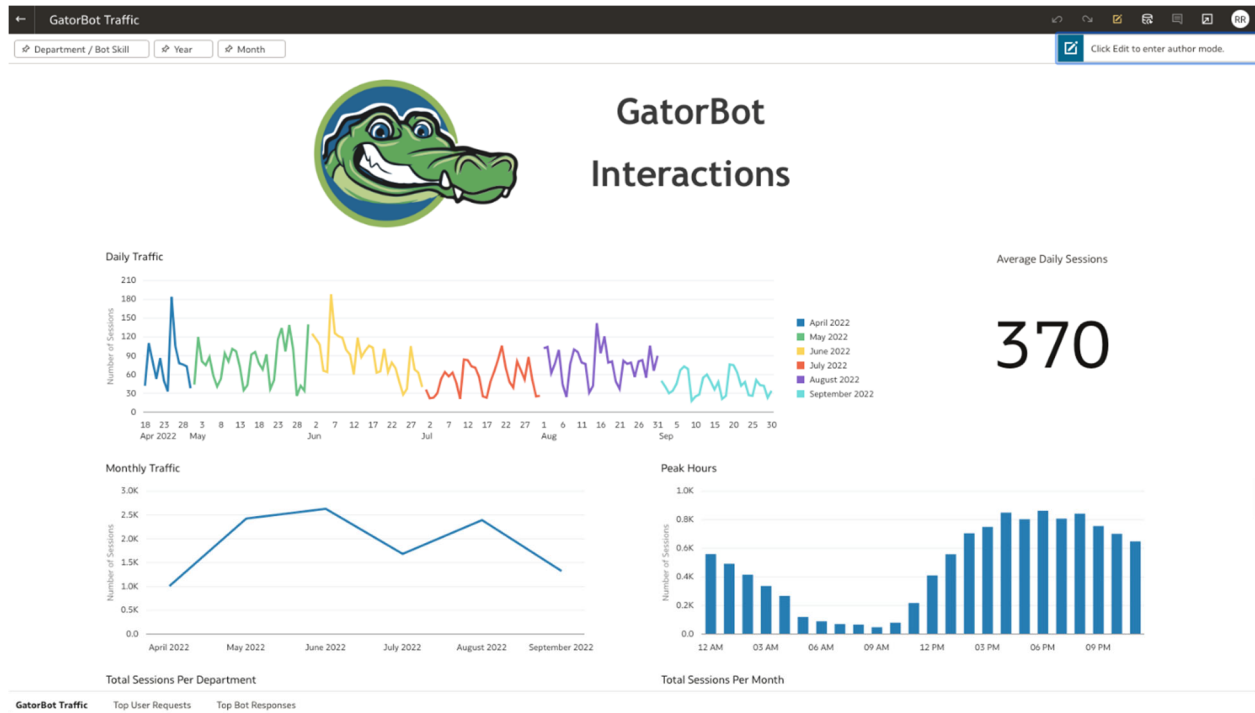 GatorBot Traffic
RR
Department / Bot Skill
Year
Month
Click Edit to enter author mode.
GatorBot
Interactions
Daily Traffic
Number of Sessions
210
180
150
120
90
60
30
0
18 23 28 3 8 13 18 23 28 2 7 12 17 22 27 2 7 12 17 22 27 1 6 11 16 21 26 31 5 10 15 20 25 30
Apr 2022 May Jun Jul Aug Sep
April 2022
May 2022
June 2022
July 2022
August 2022
September 2022
Average Daily Sessions
370
Monthly Traffic
Number of Sessions
3.0K
2.5K
2.0K
1.5K
1.0K
0.5K
0.0
April 2022 May 2022 June 2022 July 2022 August 2022 September 2022
Peak Hours
Number of Sessions
1.0K
0.8K
0.6K
0.4K
0.2K
0.0
12 AM 03 AM 06 AM 09 AM 12 PM 03 PM 06 PM 09 PM
Total Sessions Per Department
Total Sessions Per Month
GatorBot Traffic Top User Requests Top Bot Responses